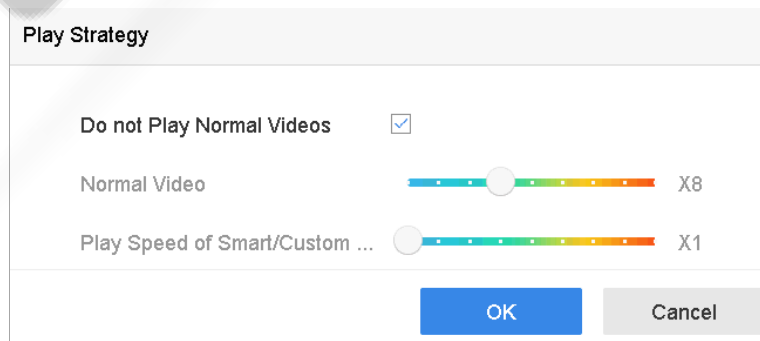 Play Strategy
Do not Play Normal Videos
Normal Video X8
Play Speed of Smart/Custom ... X1
OK Cancel